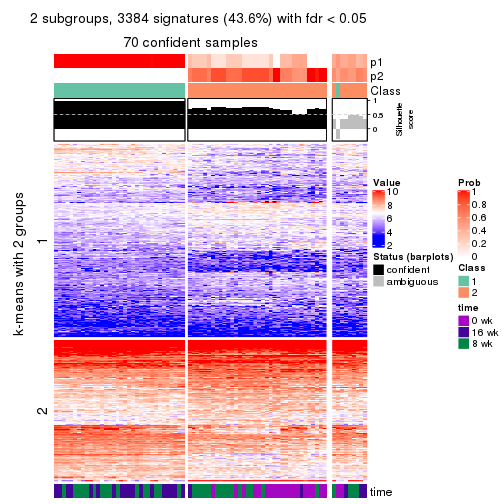 2 subgroups, 3384 signatures (43.6%) with fdr < 0.05
70 confident samples
p1
p2
Class
1
0.5
0
Silhouette
score
k-means with 2 groups
1
2
time
Value
10
8
6
4
2
Status (barplots)
confident
ambiguous
Prob
1
0.8
0.6
0.4
0.2
0
Class
1
2
time
0 wk
16 wk
8 wk